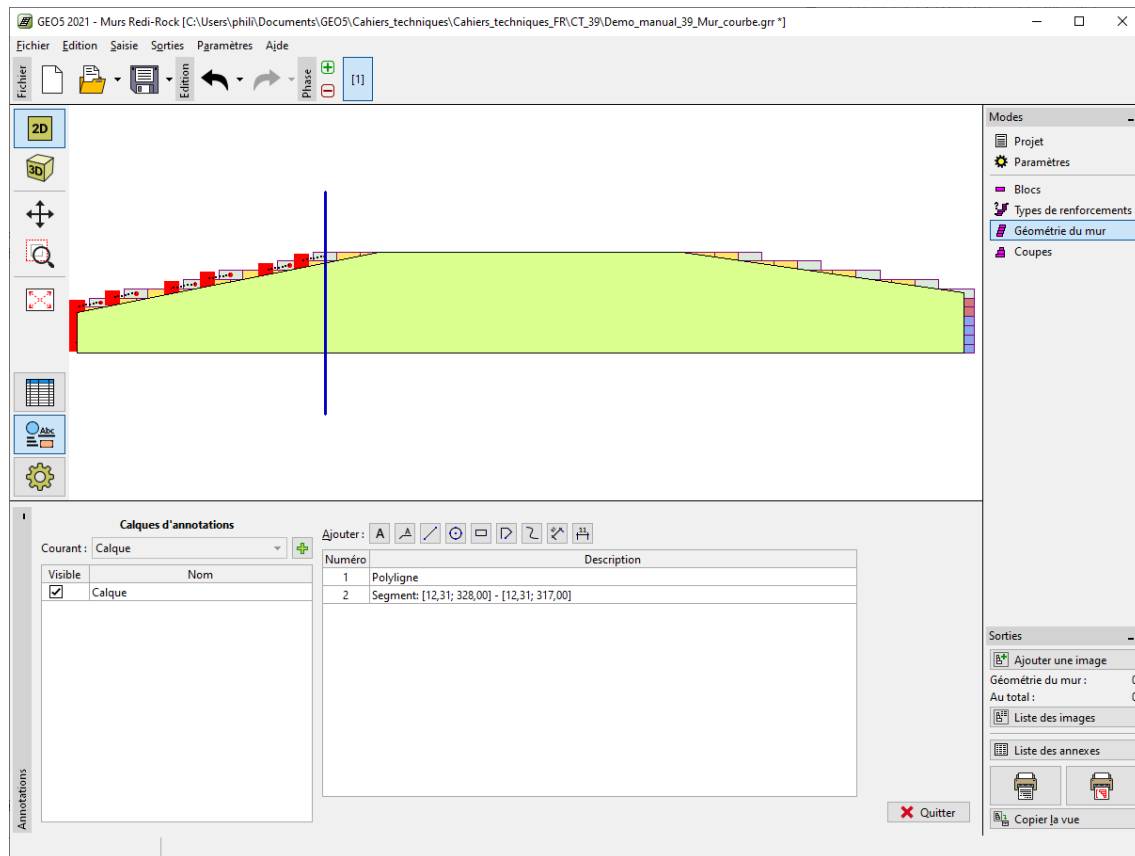 GEO5 2021 - Murs Redi-Rock [C:\Users\phili\Documents\GEO5\Cahiers_techniques\Cahiers_techniques_FR\CT_39\Demo_manual_39_Mur_courbe.grr *]
Fichier Edition Saisie Sorties Paramètres Aide
Fichier
Edition
Phase
[1]
2D
3D
Abc
Modes
Projet
Paramètres
Blocs
Types de renforcements
Géométrie du mur
Coupes
Annotations
Calques d'annotations
Courant : Calque
Visible Nom
Calque
Ajouter :
Numéro Description
1 Polyligne
2 Segment: [12,31; 328,00] - [12,31; 317,00]
Quitter
Sorties
Ajouter une image
Géométrie du mur : 0
Au total : 0
Liste des images
Liste des annexes
Copier la vue